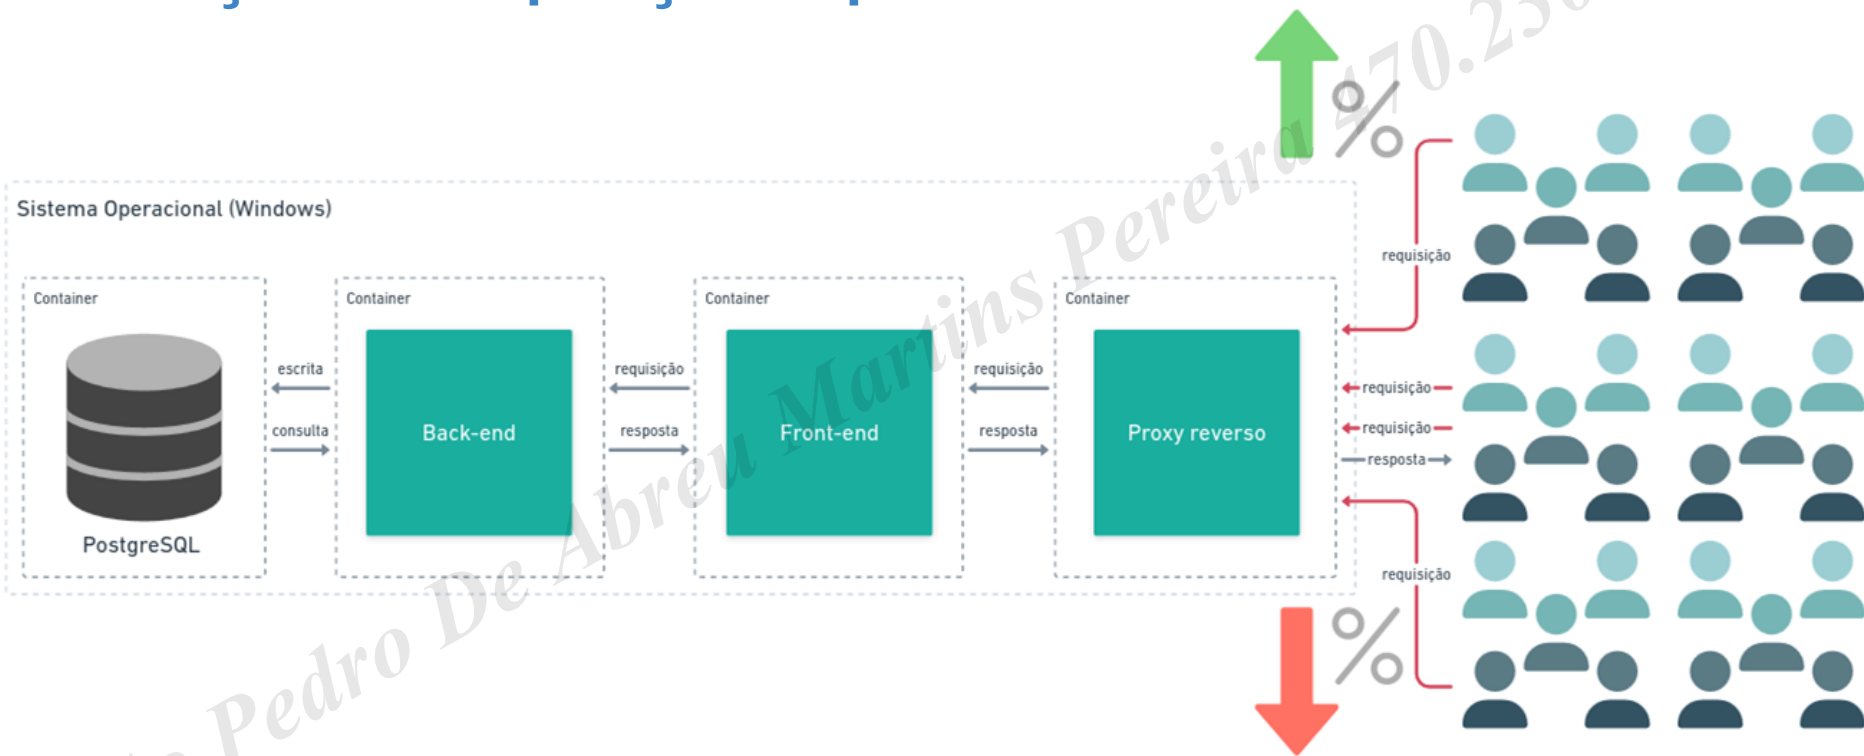 Sistema Operacional (Windows)
Container
PostgreSQL
escrita
consulta
Container
Back-end
requisição
resposta
Container
Front-end
requisição
resposta
Container
Proxy reverso
%
requisição
requisição
requisição
resposta
requisição
%
Pedro De Abreu Martins Pereira 470.230